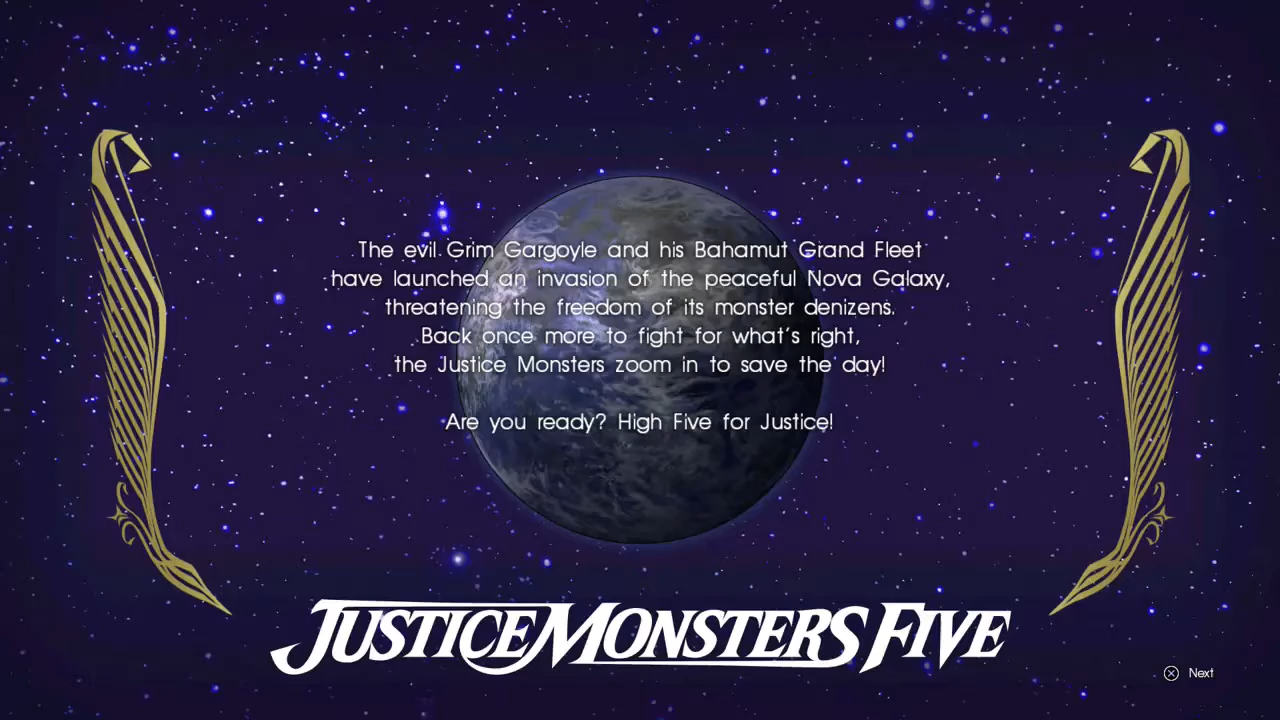 The evil Grim Gargoyle and his Bahamut Grand Fleet
have launched an invasion of the peaceful Nova Galaxy,
threatening the freedom of its monster denizens.
Back once more to fight for what's right,
the Justice Monsters zoom in to save the day!
Are you ready? High Five for Justice!
JUSTICE MONSTERS FIVE
Next